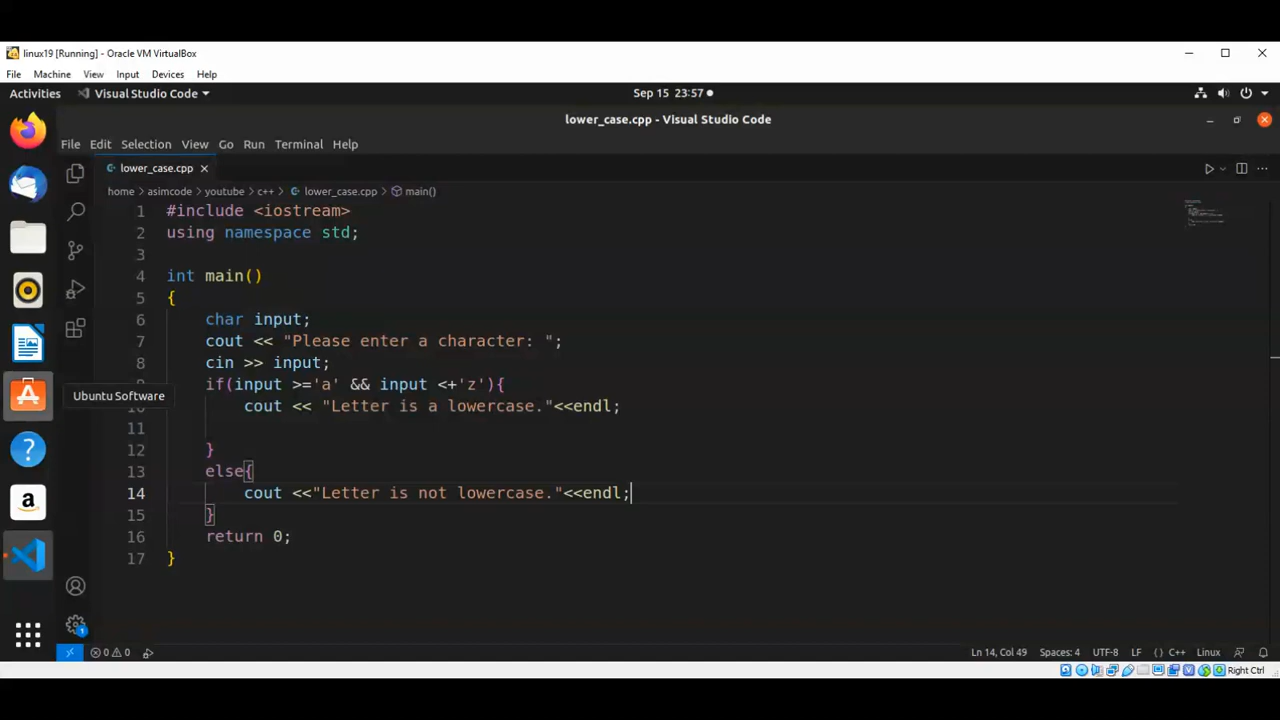 linux19 [Running] - Oracle VM VirtualBox
File Machine View Input Devices Help
Activities Visual Studio Code Sep 15 23:57
lower_case.cpp - Visual Studio Code
File Edit Selection View Go Run Terminal Help
lower_case.cpp
home > asimcode > youtube > c++ > lower_case.cpp > main()
1 #include <iostream>
2 using namespace std;
3
4 int main()
5 {
6 char input;
7 cout << "Please enter a character: ";
8 cin >> input;
if(input >='a' && input <+'z'){
Ubuntu Software
10 cout << "Letter is a lowercase."<<endl;
11
12 }
13 else{
14 cout <<"Letter is not lowercase."<<endl;
15 }
16 return 0;
17 }
0 0 Ln 14, Col 49 Spaces: 4 UTF-8 LF {} C++ Linux
Right Ctrl